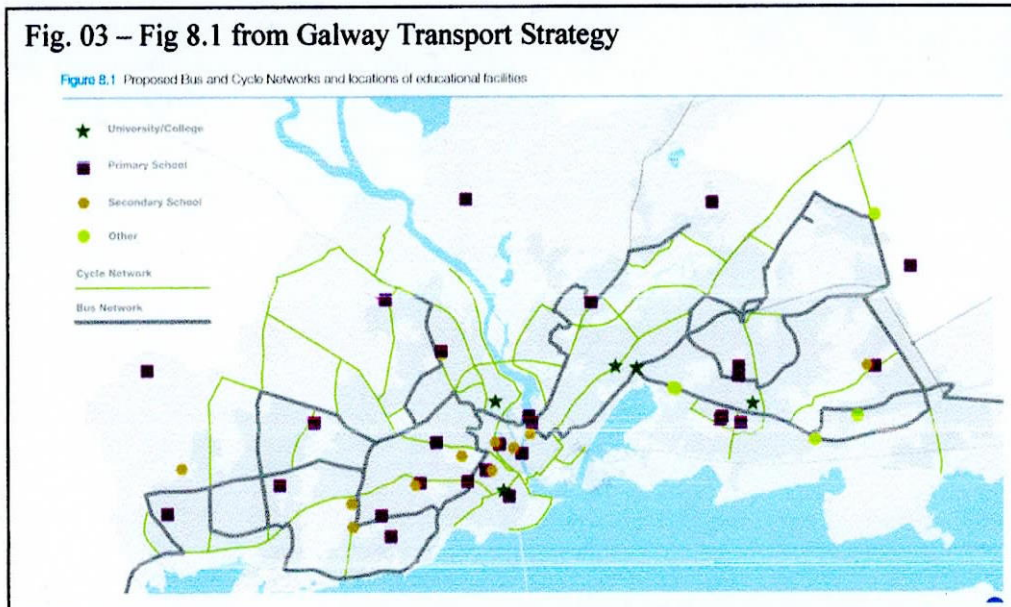 Fig. 03 – Fig 8.1 from Galway Transport Strategy
Figure 8.1 Proposed Bus and Cycle Networks and locations of educational facilities
University/College
Primary School
Secondary School
Other
Cycle Network
Bus Network